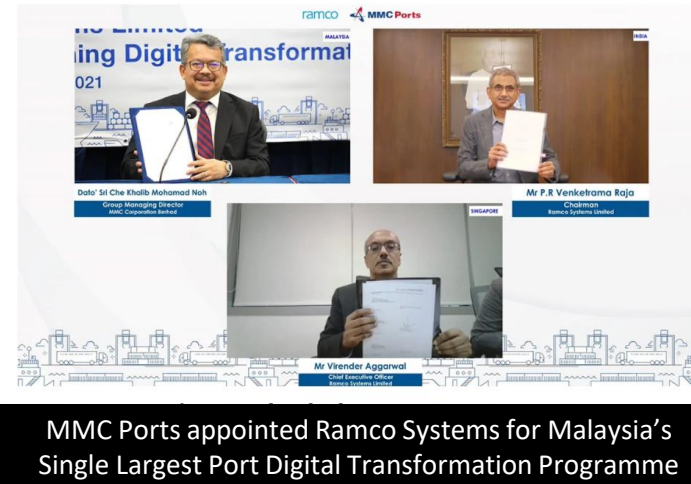 ramco MMC Ports
ing Digit ransformat
021
MALAYSIA
INDIA
Dato' Sri Che Khalib Mohamad Noh
Group Managing Director
MMC Corporation Berhad
Mr P.R Venketrama Raja
Chairman
Ramco Systems Limited
SINGAPORE
Mr Virender Aggarwal
Chief Executive Officer
Ramco Systems Limited
MMC Ports appointed Ramco Systems for Malaysia’s
Single Largest Port Digital Transformation Programme